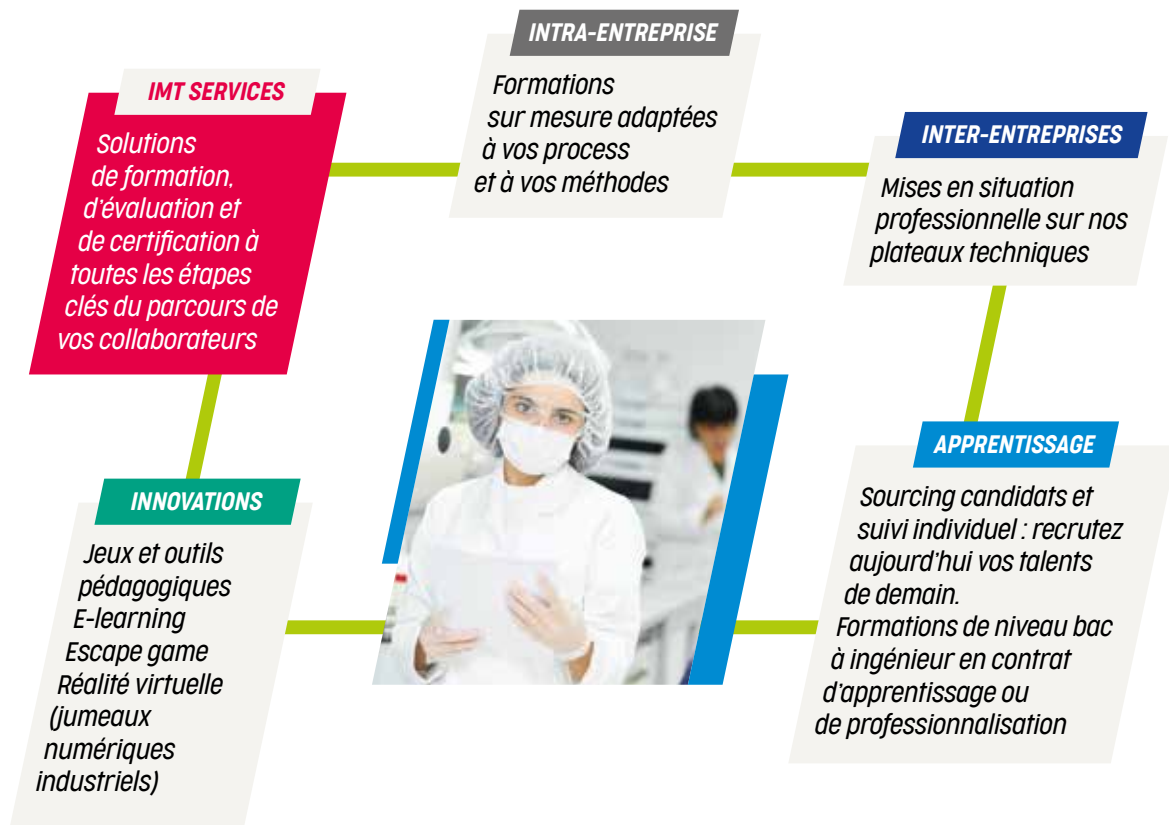 INTRA-ENTREPRISE
Formations
sur mesure adaptées
à vos process
et à vos méthodes
IMT SERVICES
Solutions
de formation,
d'évaluation et
de certification à
toutes les étapes
clés du parcours de
vos collaborateurs
INTER-ENTREPRISES
Mises en situation
professionnelle sur nos
plateaux techniques
APPRENTISSAGE
Sourcing candidats et
suivi individuel : recrutez
aujourd'hui vos talents
de demain.
Formations de niveau bac
à ingénieur en contrat
d'apprentissage ou
de professionnalisation
INNOVATIONS
Jeux et outils
pédagogiques
E-learning
Escape game
Réalité virtuelle
(jumeaux
numériques
industriels)